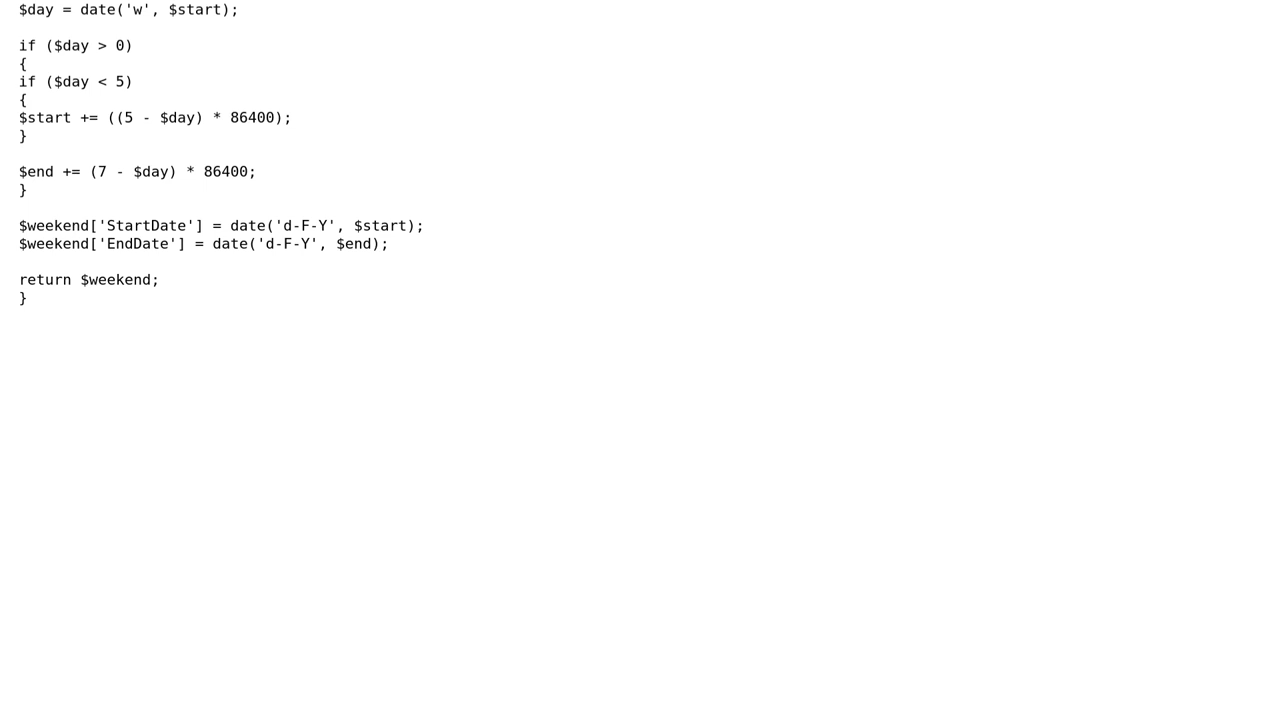 $day = date('w', $start);
if ($day > 0)
{
if ($day < 5)
{
$start += ((5 - $day) * 86400);
}
$end += (7 - $day) * 86400;
}
$weekend['StartDate'] = date('d-F-Y', $start);
$weekend['EndDate'] = date('d-F-Y', $end);
return $weekend;
}